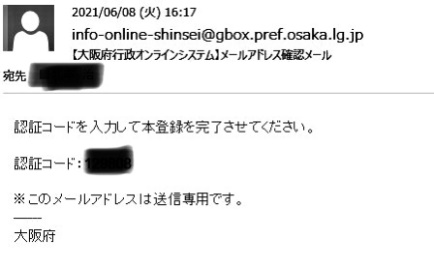 2021/06/08 (火) 16:17
info-online-shinsei@gbox.pref.osaka.lg.jp
【大阪府行政オンラインシステム】メールアドレス確認メール
宛先
認証コードを入力して本登録を完了させてください。
認証コード：
※このメールアドレスは送信専用です。
大阪府